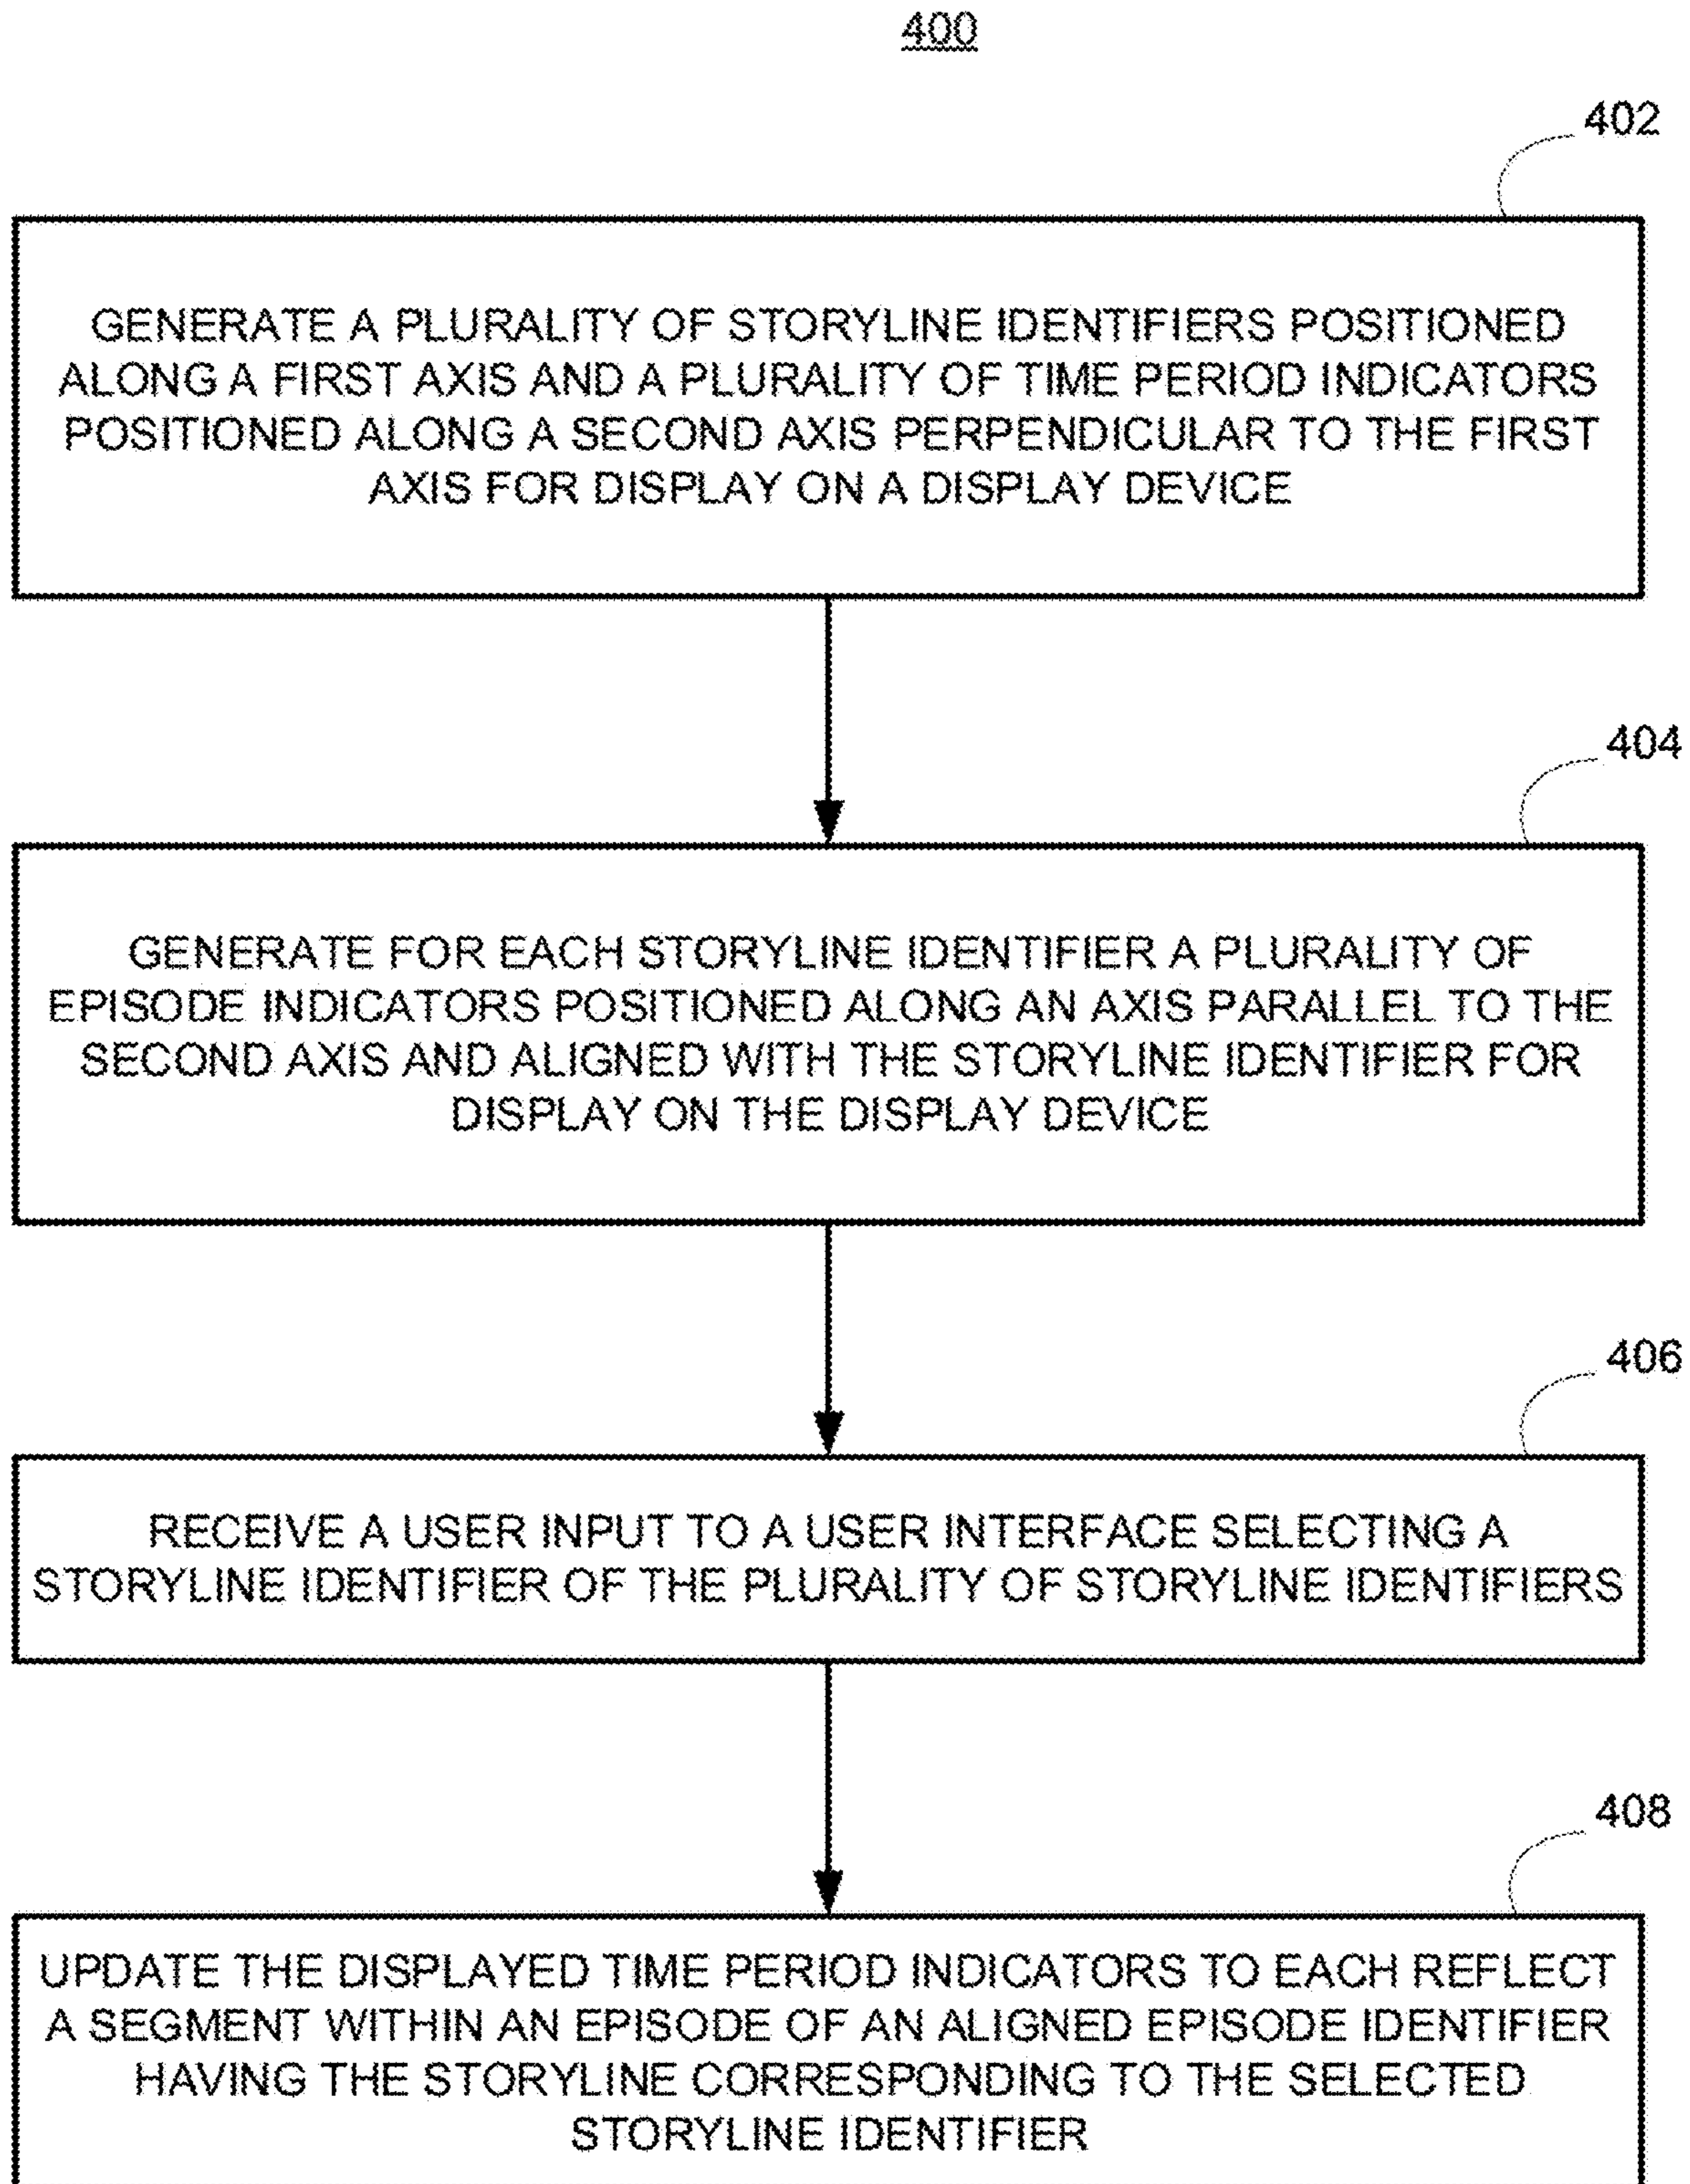 400
402
GENERATE A PLURALITY OF STORYLINE IDENTIFIERS POSITIONED
ALONG A FIRST AXIS AND A PLURALITY OF TIME PERIOD INDICATORS
POSITIONED ALONG A SECOND AXIS PERPENDICULAR TO THE FIRST
AXIS FOR DISPLAY ON A DISPLAY DEVICE
404
GENERATE FOR EACH STORYLINE IDENTIFIER A PLURALITY OF
EPISODE INDICATORS POSITIONED ALONG AN AXIS PARALLEL TO THE
SECOND AXIS AND ALIGNED WITH THE STORYLINE IDENTIFIER FOR
DISPLAY ON THE DISPLAY DEVICE
406
RECEIVE A USER INPUT TO A USER INTERFACE SELECTING A
STORYLINE IDENTIFIER OF THE PLURALITY OF STORYLINE IDENTIFIERS
408
UPDATE THE DISPLAYED TIME PERIOD INDICATORS TO EACH REFLECT
A SEGMENT WITHIN AN EPISODE OF AN ALIGNED EPISODE IDENTIFIER
HAVING THE STORYLINE CORRESPONDING TO THE SELECTED
STORYLINE IDENTIFIER